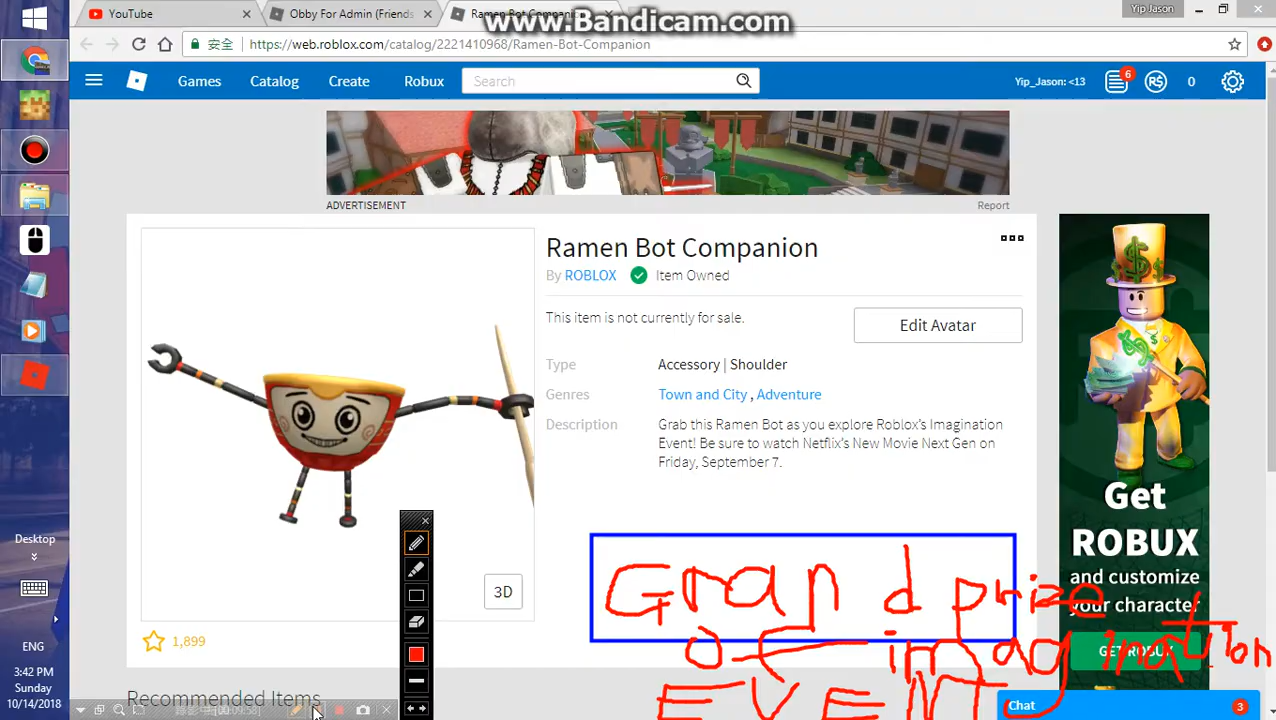 YouTube
Obby For Admin (Friends
Ramen Bot Compani
www.Bandicam.com
Yip Jason
安全
https://web.roblox.com/catalog/2221410968/Ramen-Bot-Companion
Games
Catalog
Create
Robux
Search
Yip_Jason: <13
6
R$
0
ADVERTISEMENT
Report
Ramen Bot Companion
By ROBLOX
Item Owned
This item is not currently for sale.
Edit Avatar
Type
Accessory | Shoulder
Genres
Town and City , Adventure
Description
Grab this Ramen Bot as you explore Roblox's Imagination
Event! Be sure to watch Netflix's New Movie Next Gen on
Friday, September 7.
3D
1,899
Recommended Items
Get
ROBUX
and customize
your character
GET ROBUX
Grand prize
of imagination
EVENT
Chat
3
Desktop
ENG
3:42 PM
Sunday
10/14/2018